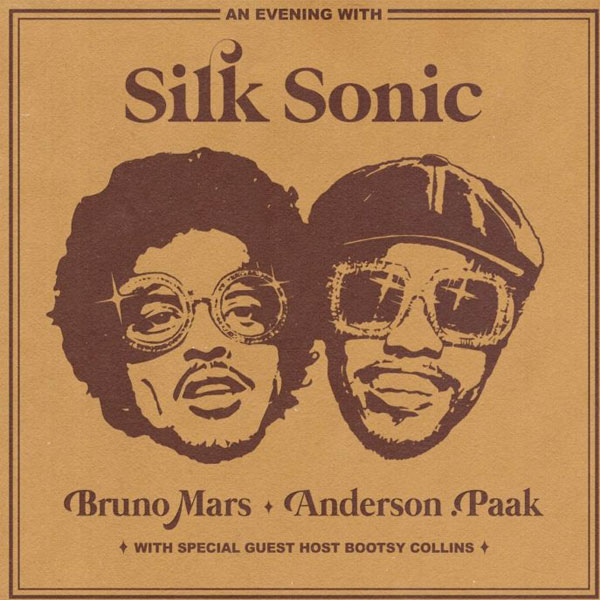 AN EVENING WITH
Silk Sonic
Bruno Mars ✦ Anderson .Paak
✦ WITH SPECIAL GUEST HOST BOOTSY COLLINS ✦